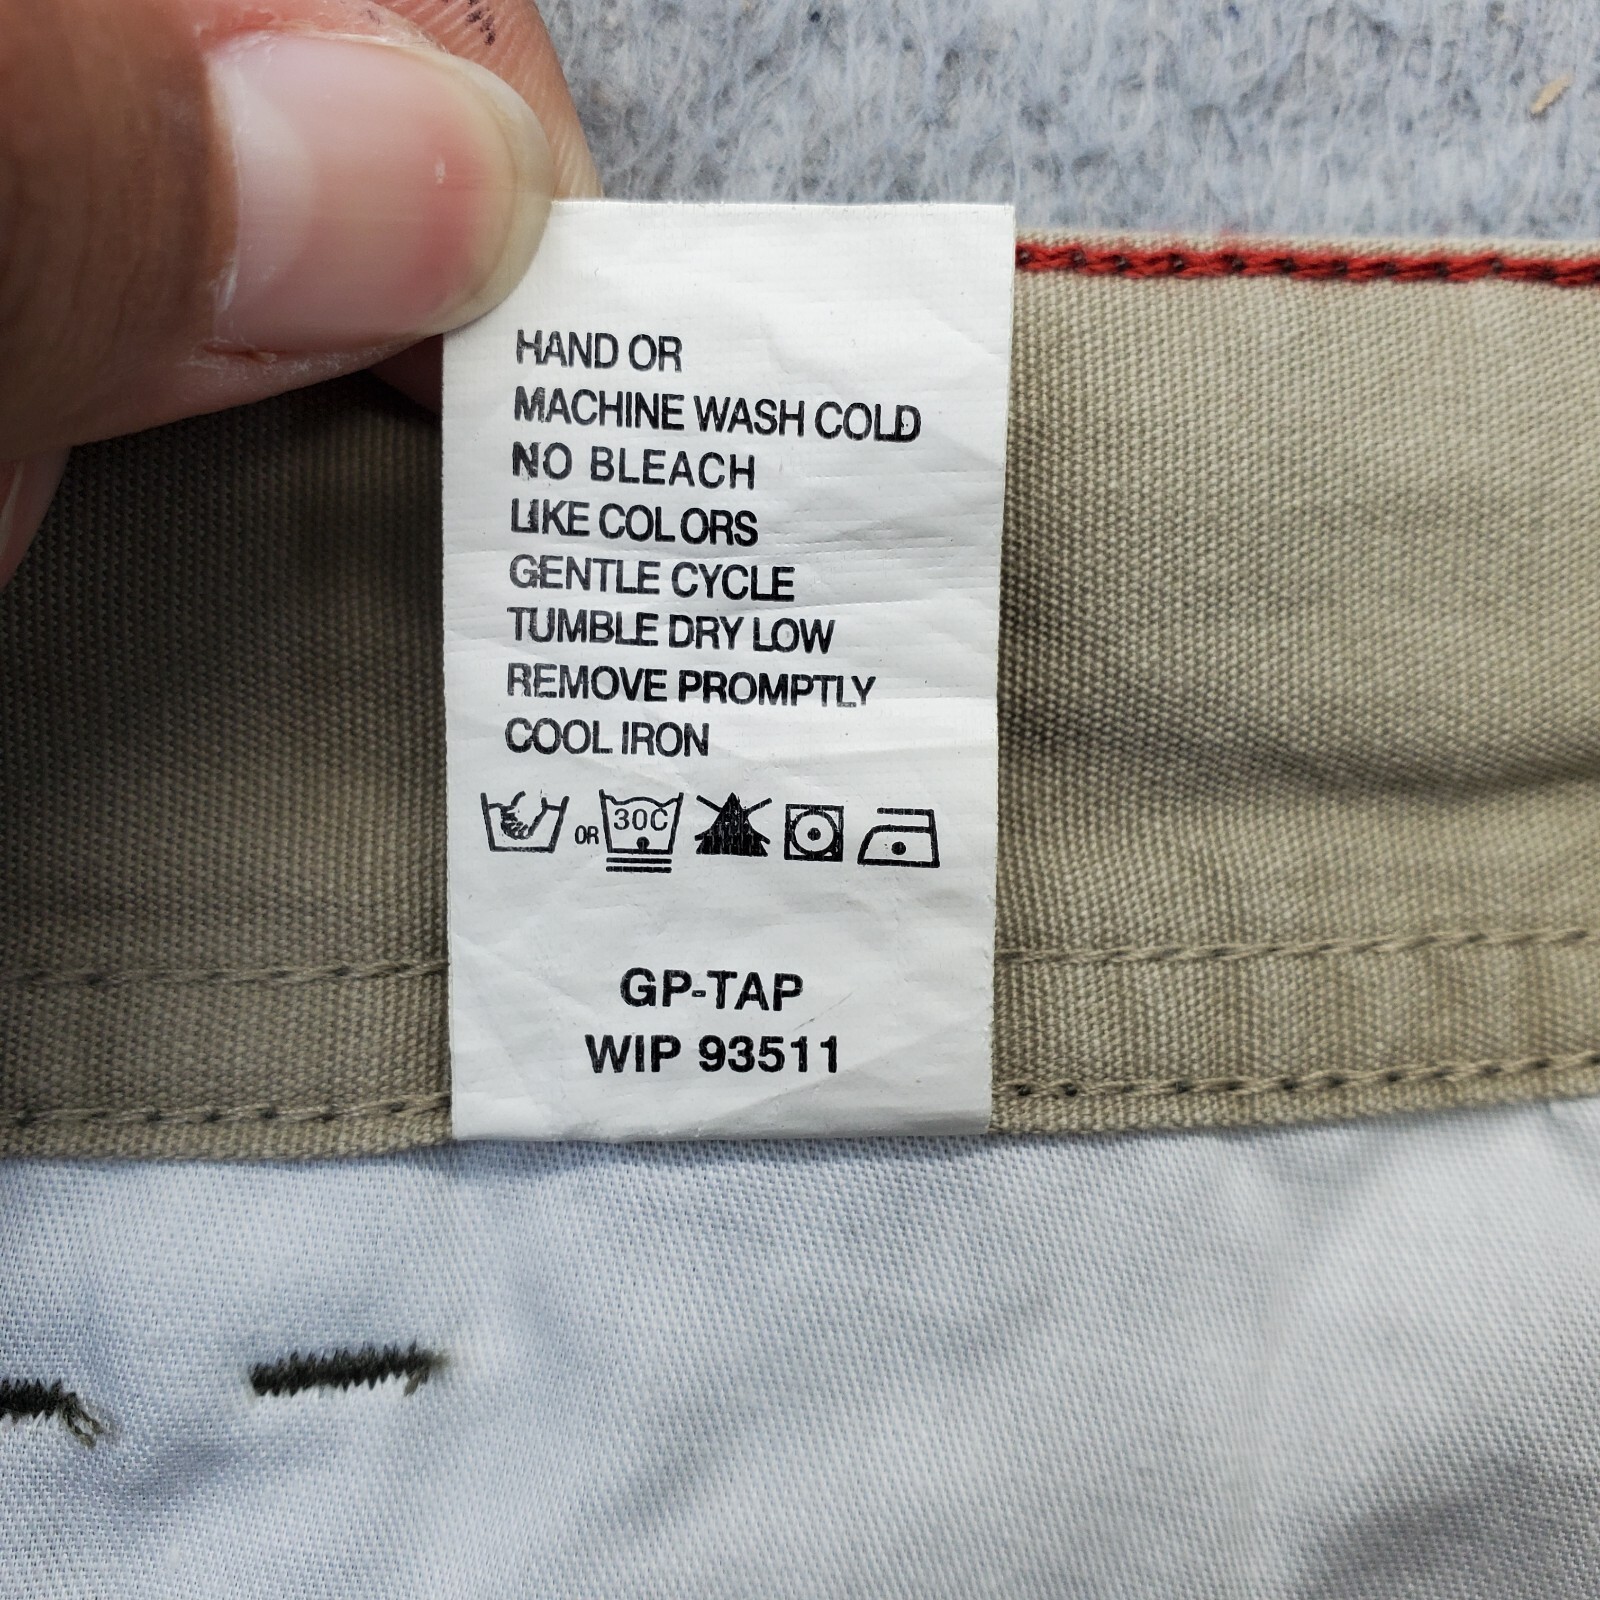 HAND OR
MACHINE WASH COLD
NO BLEACH
LIKE COLORS
GENTLE CYCLE
TUMBLE DRY LOW
REMOVE PROMPTLY
COOL IRON
OR 30C
GP-TAP
WIP 93511